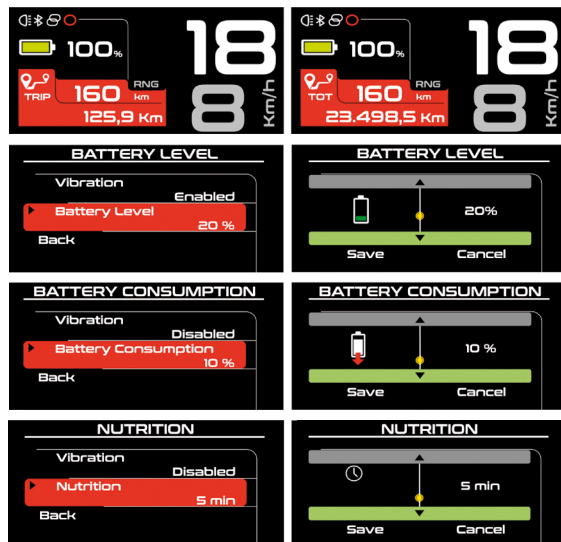 100%
18
RNG
TRIP
160 km
125,9 Km
8
Km/h
100%
18
RNG
TOT
160 km
23.498,5 Km
8
Km/h
BATTERY LEVEL
Vibration
Enabled
Battery Level
20 %
Back
BATTERY LEVEL
20%
Save Cancel
BATTERY CONSUMPTION
Vibration
Disabled
Battery Consumption
10 %
Back
BATTERY CONSUMPTION
10 %
Save Cancel
NUTRITION
Vibration
Disabled
Nutrition
5 min
Back
NUTRITION
5 min
Save Cancel